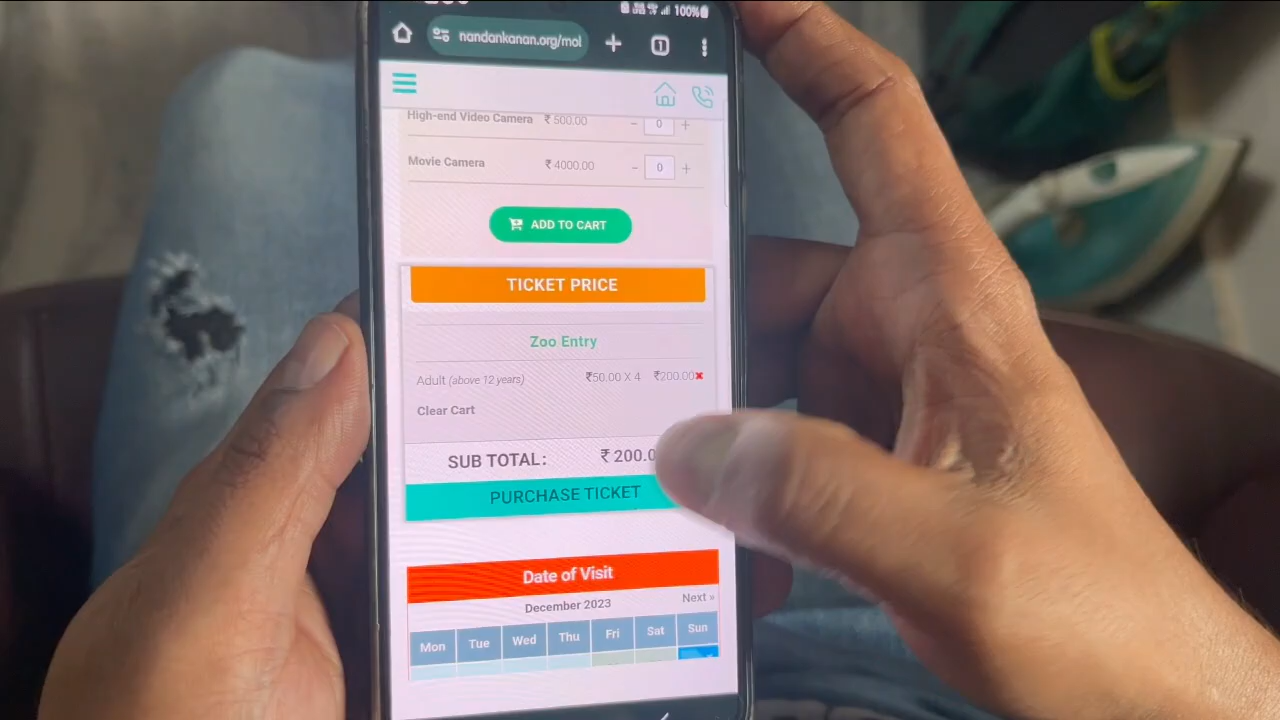 100%
nandankanan.org/mol
1
High-end Video Camera ₹ 500.00 - 0 +
Movie Camera ₹ 4000.00 - 0 +
ADD TO CART
TICKET PRICE
Zoo Entry
Adult (above 12 years) ₹50.00 X 4 ₹200.00
Clear Cart
SUB TOTAL: ₹ 200.0
PURCHASE TICKET
Date of Visit
December 2023 Next »
Mon Tue Wed Thu Fri Sat Sun